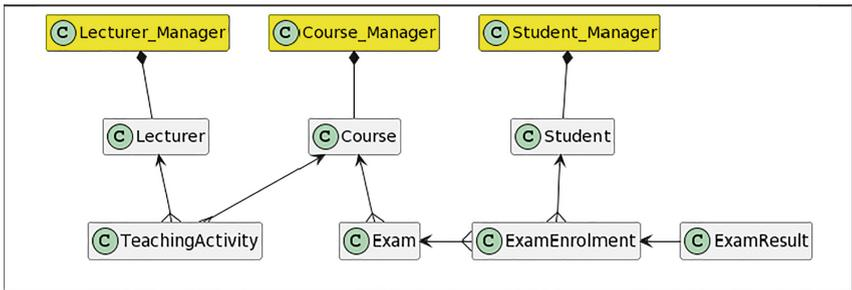 C Lecturer_Manager
C Course_Manager
C Student_Manager
C Lecturer
C Course
C Student
C TeachingActivity
C Exam
C ExamEnrolment
C ExamResult